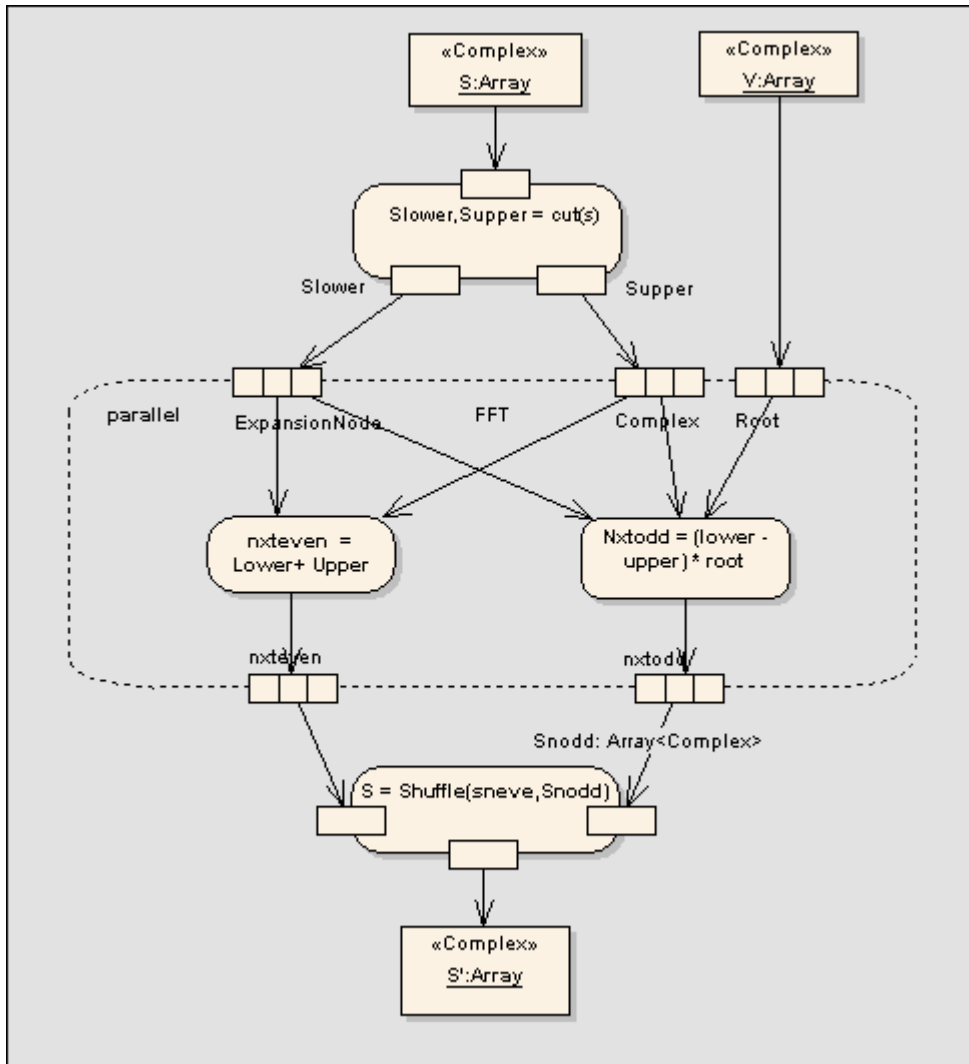 «Complex»
S:Array
«Complex»
V:Array
Slower,Supper = cut(s)
Slower
Supper
parallel
ExpansionNode
FFT
Complex
Root
nxteven =
Lower+ Upper
Nxtodd = (lower -
upper) * root
nxteven
nxtodd
Snodd: Array<Complex>
S = Shuffle(sneve,Snodd)
«Complex»
S':Array